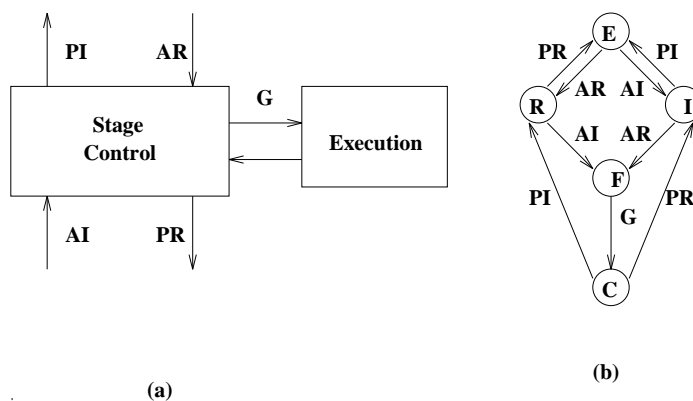 PI
AR
G
Stage
Control
Execution
AI
PR
(a)
E
PR
PI
AR
AI
R
I
AI
AR
F
PI
PR
G
C
(b)